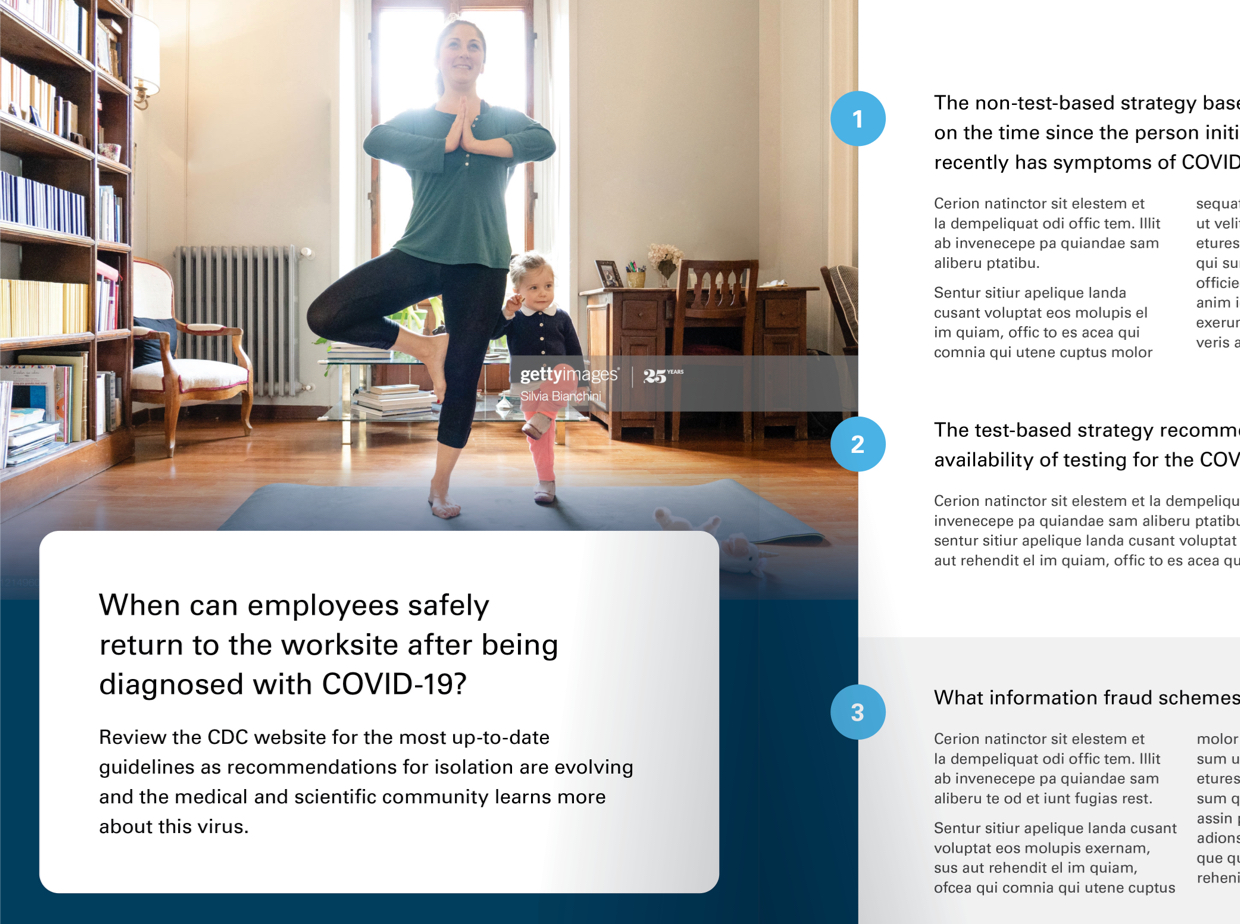 gettyimages®
25 YEARS
Silvia Bianchini
When can employees safely
return to the worksite after being
diagnosed with COVID-19?
Review the CDC website for the most up-to-date
guidelines as recommendations for isolation are evolving
and the medical and scientific community learns more
about this virus.
1
The non-test-based strategy base
on the time since the person initi
recently has symptoms of COVID
Cerion natinctor sit elestem et
la dempeliquat odi offic tem. Illit
ab invenecepe pa quiandae sam
aliberu ptatibu.
Sentur sitiur apelique landa
cusant voluptat eos molupis el
im quiam, offic to es acea qui
comnia qui utene cuptus molor
sequat
ut velit
etures
qui sun
officie
anim i
exerun
veris a
2
The test-based strategy recomme
availability of testing for the COV
Cerion natinctor sit elestem et la dempeliqu
invenecepe pa quiandae sam aliberu ptatibu
sentur sitiur apelique landa cusant voluptat
aut rehendit el im quiam, offic to es acea qu
3
What information fraud schemes
Cerion natinctor sit elestem et
la dempeliquat odi offic tem. Illit
ab invenecepe pa quiandae sam
aliberu te od et iunt fugias rest.
Sentur sitiur apelique landa cusant
voluptat eos molupis exernam,
sus aut rehendit el im quiam,
ofcea qui comnia qui utene cuptus
molor
sum u
etures
sum q
assin p
adions
que qu
reheni